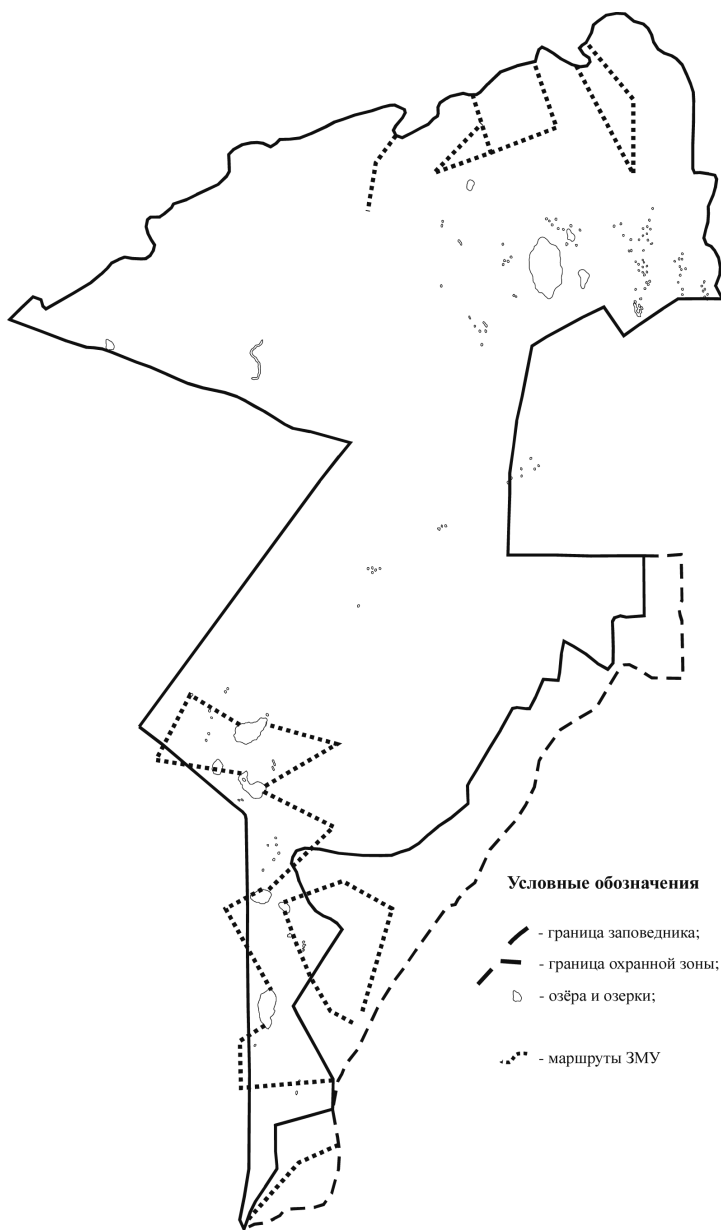 Условные обозначения
- граница заповедника;
- граница охранной зоны;
- озёра и озерки;
- маршруты ЗМУ